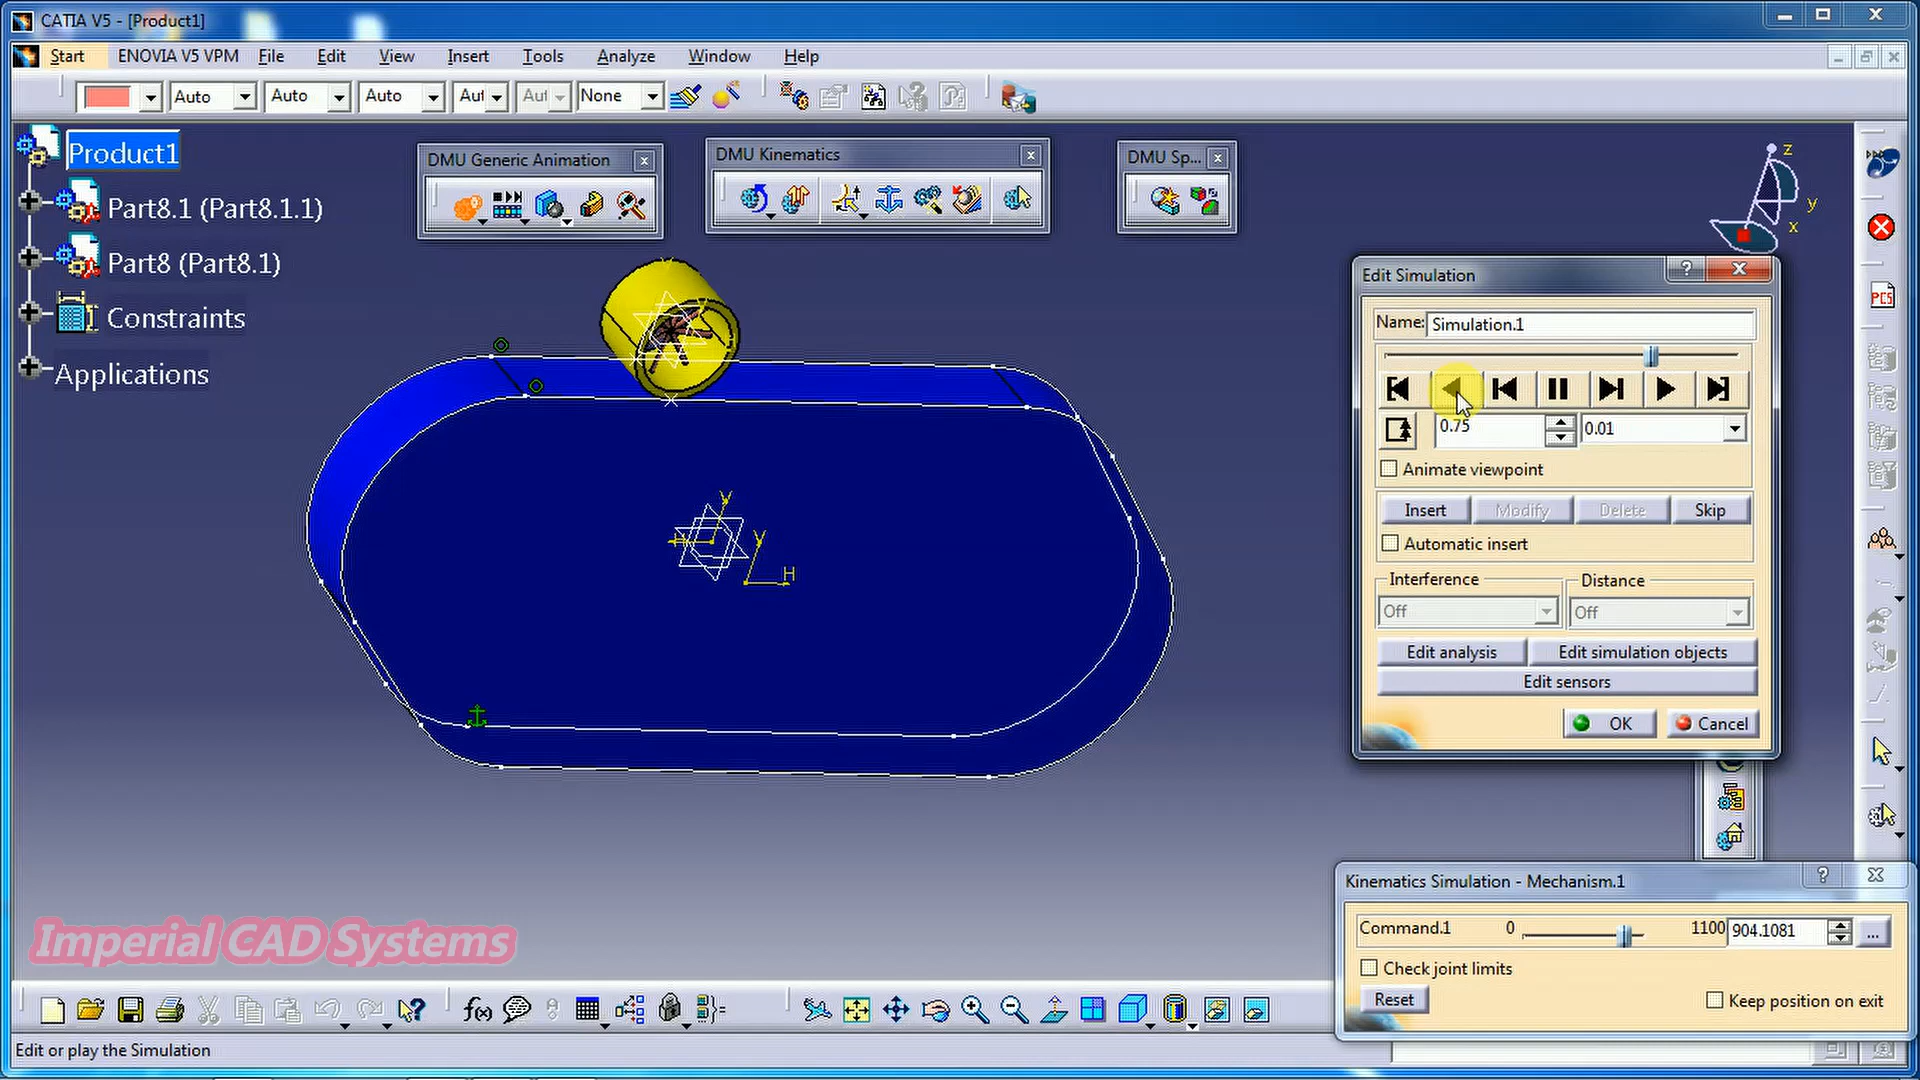 CATIA V5 - [Product1]
Start ENOVIA V5 VPM File Edit View Insert Tools Analyze Window Help
Auto Auto Auto Aut Aut None
Product1
Part8.1 (Part8.1.1)
Part8 (Part8.1)
Constraints
Applications
DMU Generic Animation
DMU Kinematics
DMU Sp...
z
y
x
PCS
Edit Simulation
Name: Simulation.1
0.75 0.01
Animate viewpoint
Insert Modify Delete Skip
Automatic insert
Interference Distance
Off Off
Edit analysis Edit simulation objects
Edit sensors
OK Cancel
y
y
H
H
Kinematics Simulation - Mechanism.1
Command.1 0 1100 904.1081 ...
Check joint limits
Reset Keep position on exit
Imperial CAD Systems
f(x)
Edit or play the Simulation